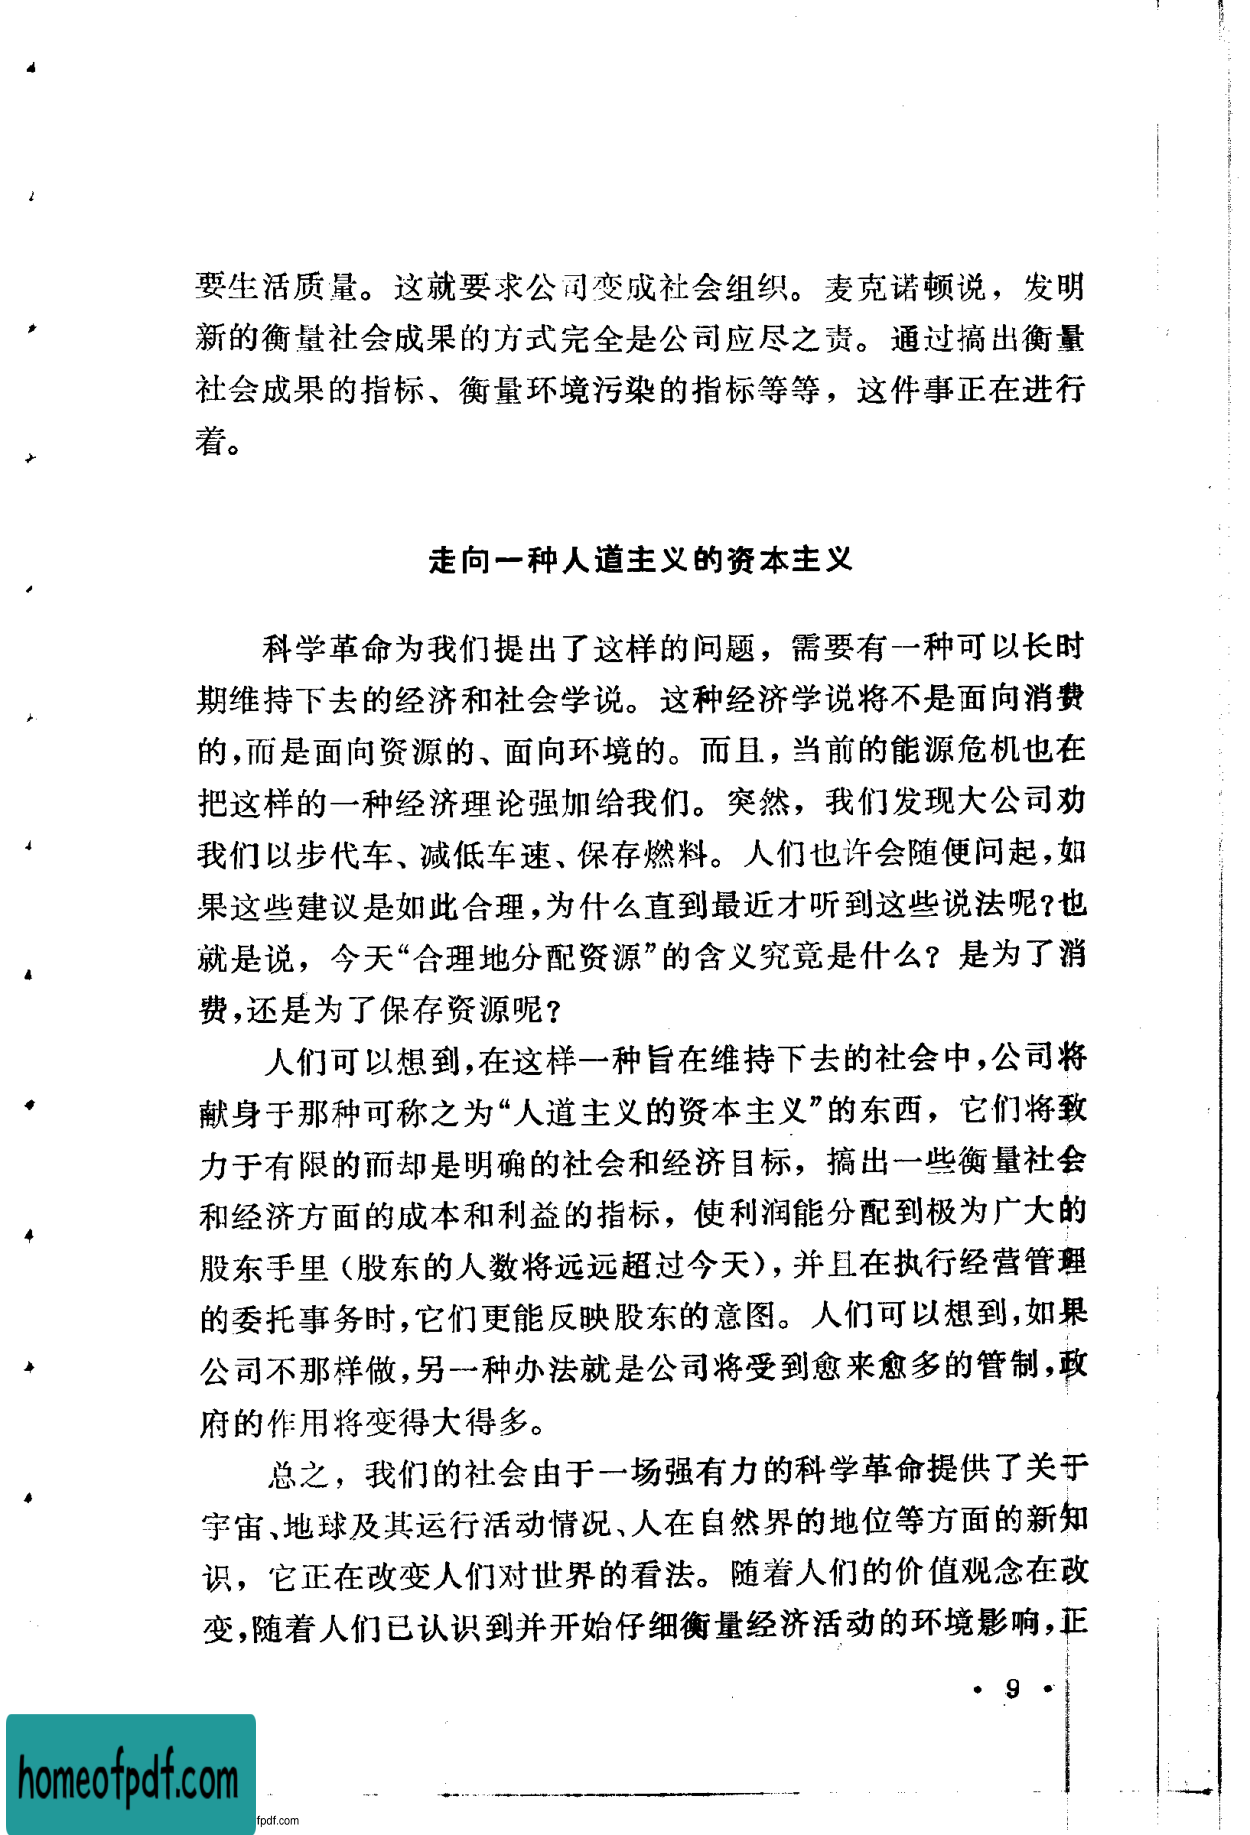 要生活质量。这就要求公司变成社会组织。麦克诺顿说，发明
新的衡量社会成果的方式完全是公司应尽之责。通过搞出衡量
社会成果的指标、衡量环境污染的指标等等，这件事正在进行
着。
走向一种人道主义的资本主义
科学革命为我们提出了这样的问题，需要有一种可以长时
期维持下去的经济和社会学说。这种经济学说将不是面向消费
的，而是面向资源的、面向环境的。而且，当前的能源危机也在
把这样的一种经济理论强加给我们。突然，我们发现大公司劝
我们以步代车、减低车速、保存燃料。人们也许会随便问起，如
果这些建议是如此合理，为什么直到最近才听到这些说法呢？也
就是说，今天“合理地分配资源”的含义究竟是什么？是为了消
费，还是为了保存资源呢？
人们可以想到，在这样一种旨在维持下去的社会中，公司将
献身于那种可称之为“人道主义的资本主义”的东西，它们将致
力于有限的而却是明确的社会和经济目标，搞出一些衡量社会
和经济方面的成本和利益的指标，使利润能分配到极为广大的
股东手里（股东的人数将远远超过今天），并且在执行经营管理
的委托事务时，它们更能反映股东的意图。人们可以想到，如果
公司不那样做，另一种办法就是公司将受到愈来愈多的管制，政
府的作用将变得大得多。
总之，我们的社会由于一场强有力的科学革命提供了关于
宇宙、地球及其运行活动情况、人在自然界的地位等方面的新知
识，它正在改变人们对世界的看法。随着人们的价值观念在改
变，随着人们已认识到并开始仔细衡量经济活动的环境影响，正
• 9 •
homeofpdf.com
fpdf.com